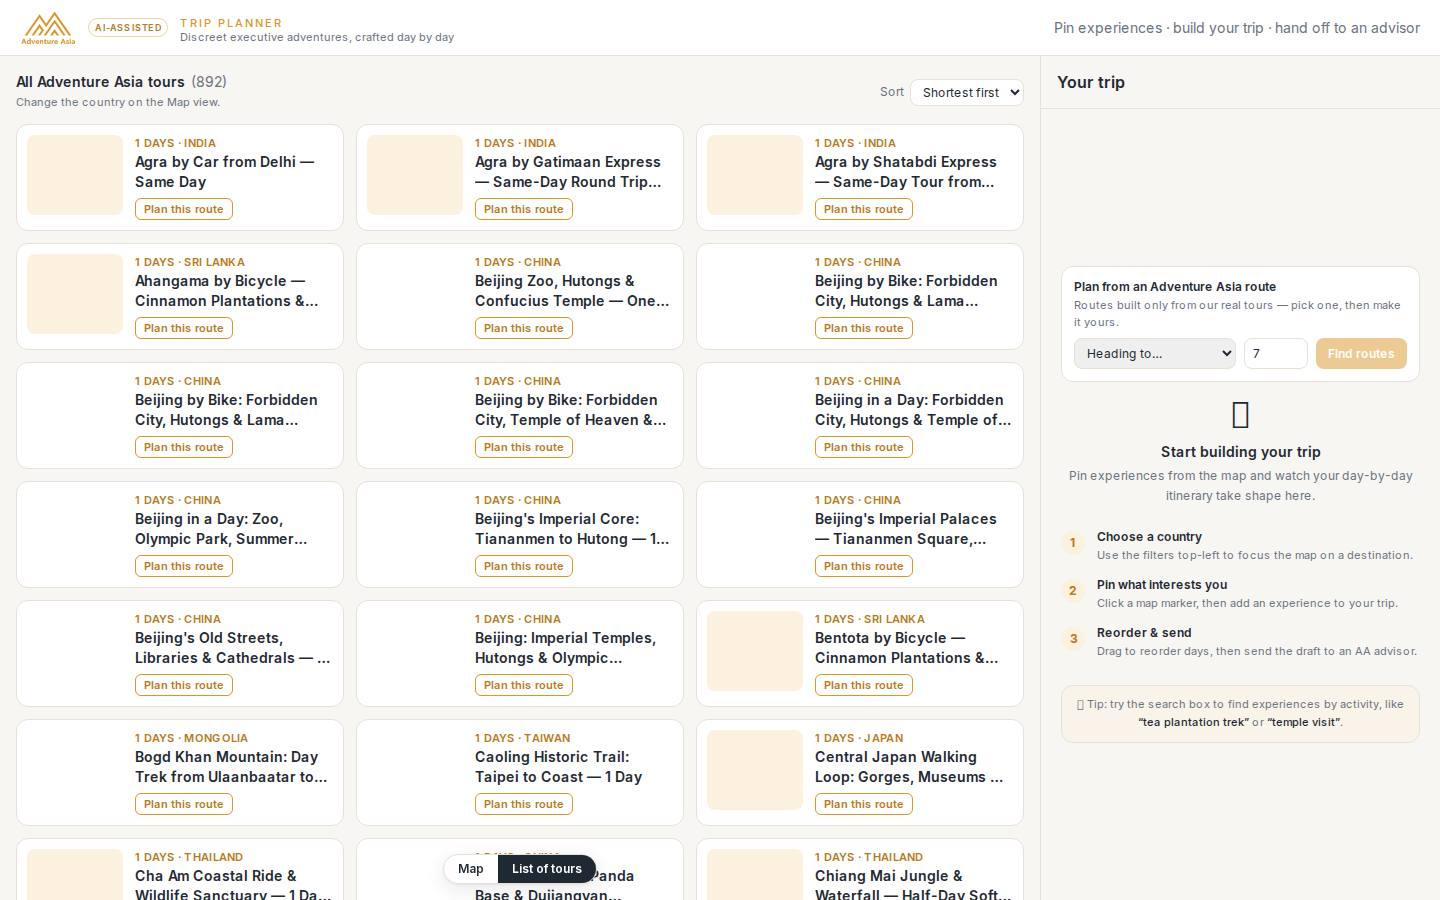 Adventure Asia
AI-ASSISTED
TRIP PLANNER
Discreet executive adventures, crafted day by day
Pin experiences · build your trip · hand off to an advisor
All Adventure Asia tours (892)
Change the country on the Map view.
Sort
Shortest first
1 DAYS · INDIA
Agra by Car from Delhi —
Same Day
Plan this route
1 DAYS · INDIA
Agra by Gatimaan Express
— Same-Day Round Trip...
Plan this route
1 DAYS · INDIA
Agra by Shatabdi Express
— Same-Day Tour from...
Plan this route
1 DAYS · SRI LANKA
Ahangama by Bicycle —
Cinnamon Plantations &...
Plan this route
1 DAYS · CHINA
Beijing Zoo, Hutongs &
Confucius Temple — One...
Plan this route
1 DAYS · CHINA
Beijing by Bike: Forbidden
City, Hutongs & Lama...
Plan this route
1 DAYS · CHINA
Beijing by Bike: Forbidden
City, Hutongs & Lama...
Plan this route
1 DAYS · CHINA
Beijing by Bike: Forbidden
City, Temple of Heaven &...
Plan this route
1 DAYS · CHINA
Beijing in a Day: Forbidden
City, Hutongs & Temple of...
Plan this route
1 DAYS · CHINA
Beijing in a Day: Zoo,
Olympic Park, Summer...
Plan this route
1 DAYS · CHINA
Beijing's Imperial Core:
Tiananmen to Hutong — 1...
Plan this route
1 DAYS · CHINA
Beijing's Imperial Palaces
— Tiananmen Square,...
Plan this route
1 DAYS · CHINA
Beijing's Old Streets,
Libraries & Cathedrals — ...
Plan this route
1 DAYS · CHINA
Beijing: Imperial Temples,
Hutongs & Olympic...
Plan this route
1 DAYS · SRI LANKA
Bentota by Bicycle —
Cinnamon Plantations &...
Plan this route
1 DAYS · MONGOLIA
Bogd Khan Mountain: Day
Trek from Ulaanbaatar to...
Plan this route
1 DAYS · TAIWAN
Caoling Historic Trail:
Taipei to Coast — 1 Day
Plan this route
1 DAYS · JAPAN
Central Japan Walking
Loop: Gorges, Museums ...
Plan this route
1 DAYS · THAILAND
Cha Am Coastal Ride &
Wildlife Sanctuary — 1 Da...
Panda
Base & Dujiangyan...
1 DAYS · THAILAND
Chiang Mai Jungle &
Waterfall — Half-Day Soft...
Map
List of tours
Your trip
Plan from an Adventure Asia route
Routes built only from our real tours — pick one, then make
it yours.
Heading to...
7
Find routes
Start building your trip
Pin experiences from the map and watch your day-by-day
itinerary take shape here.
1
Choose a country
Use the filters top-left to focus the map on a destination.
2
Pin what interests you
Click a map marker, then add an experience to your trip.
3
Reorder & send
Drag to reorder days, then send the draft to an AA advisor.
Tip: try the search box to find experiences by activity, like
“tea plantation trek” or “temple visit”.